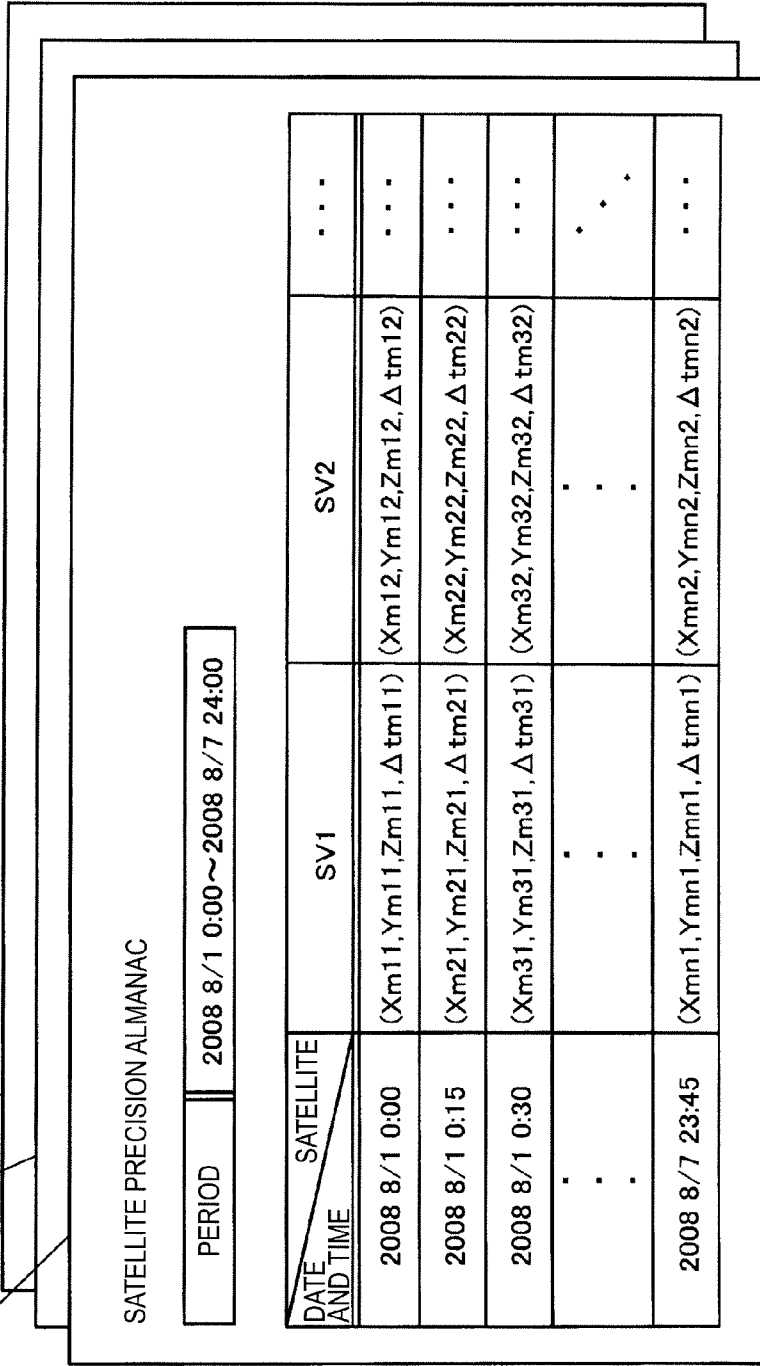 SATELLITE PRECISION ALMANAC
PERIOD 2008 8/1 0:00～2008 8/7 24:00
SATELLITE
DATE AND TIME
SV1 SV2 ...
2008 8/1 0:00 (Xm11,Ym11,Zm11,Δtm11) (Xm12,Ym12,Zm12,Δtm12) ...
2008 8/1 0:15 (Xm21,Ym21,Zm21,Δtm21) (Xm22,Ym22,Zm22,Δtm22) ...
2008 8/1 0:30 (Xm31,Ym31,Zm31,Δtm31) (Xm32,Ym32,Zm32,Δtm32) ...
... ... ... ...
2008 8/7 23:45 (Xmn1,Ymn1,Zmn1,Δtmn1) (Xmn2,Ymn2,Zmn2,Δtmn2) ...